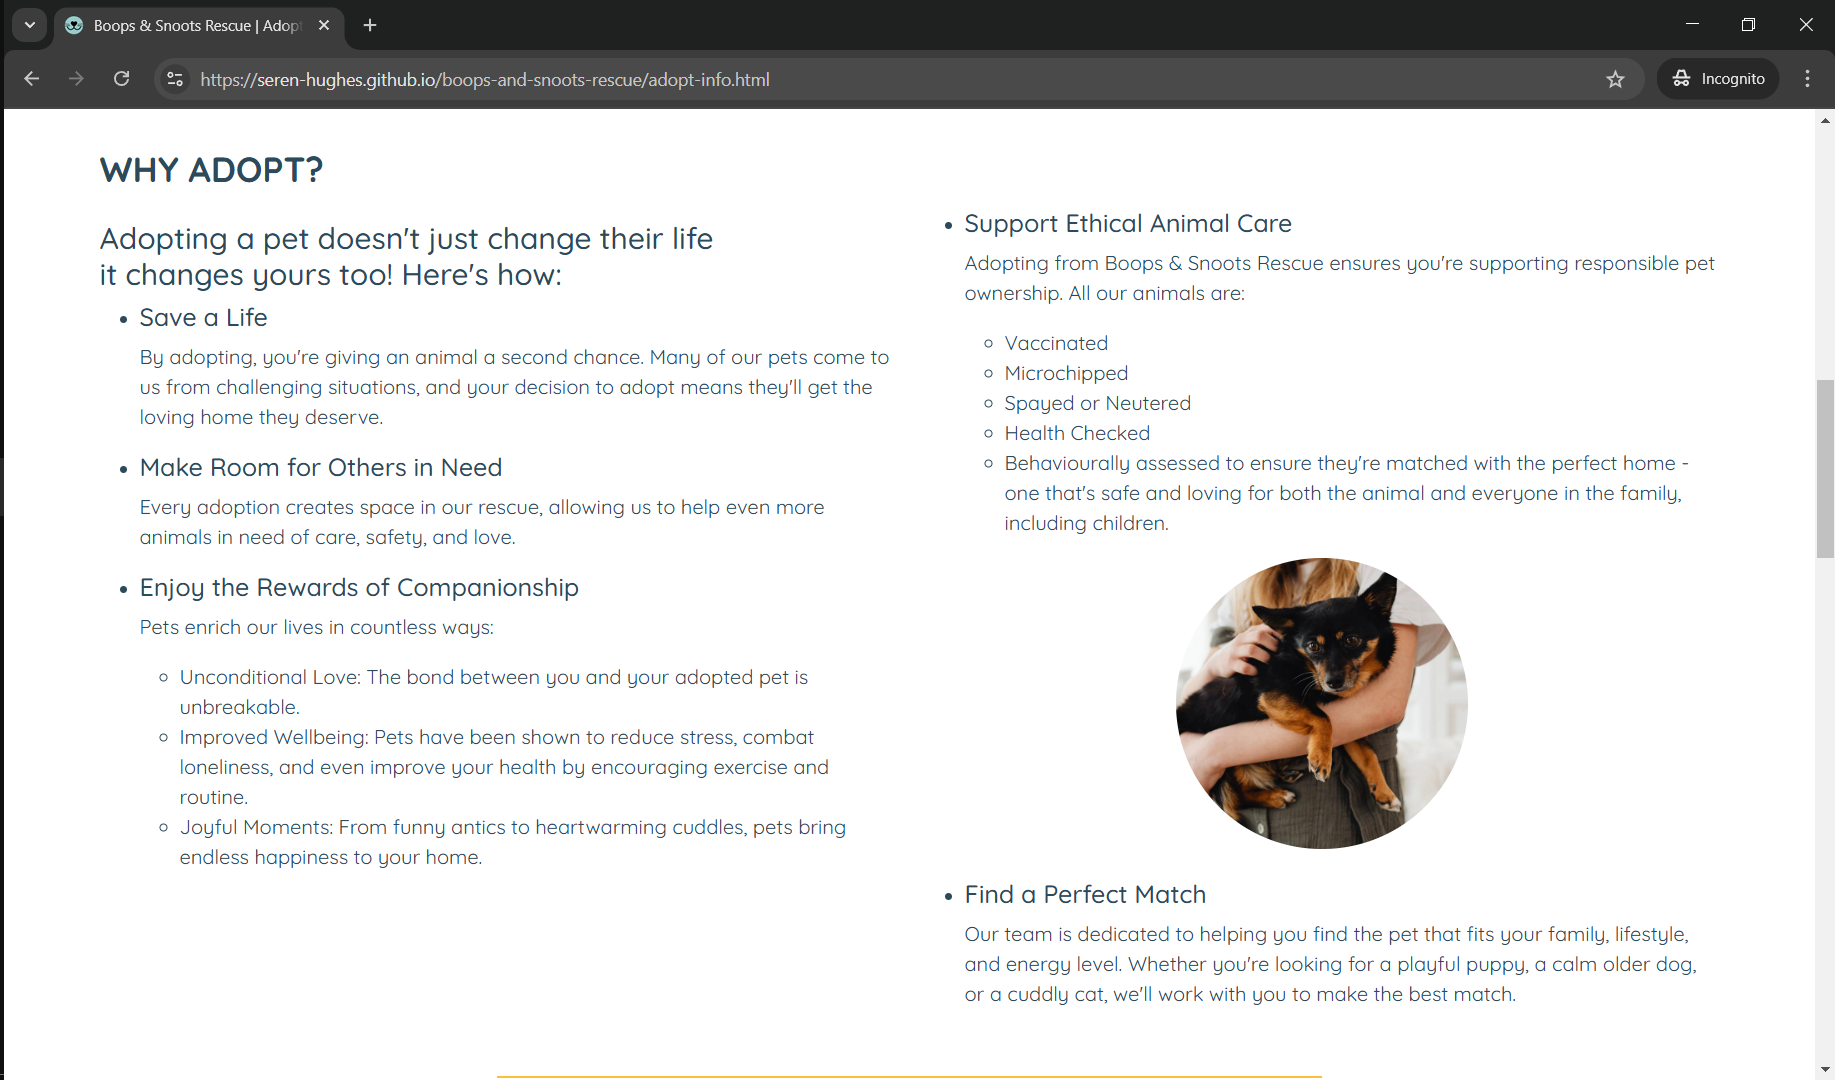 Boops & Snoots Rescue | Adop
https://seren-hughes.github.io/boops-and-snoots-rescue/adopt-info.html
Incognito
WHY ADOPT?
Adopting a pet doesn't just change their life
it changes yours too! Here's how:
• Save a Life
By adopting, you're giving an animal a second chance. Many of our pets come to
us from challenging situations, and your decision to adopt means they'll get the
loving home they deserve.
• Make Room for Others in Need
Every adoption creates space in our rescue, allowing us to help even more
animals in need of care, safety, and love.
• Enjoy the Rewards of Companionship
Pets enrich our lives in countless ways:
◦ Unconditional Love: The bond between you and your adopted pet is
unbreakable.
◦ Improved Wellbeing: Pets have been shown to reduce stress, combat
loneliness, and even improve your health by encouraging exercise and
routine.
◦ Joyful Moments: From funny antics to heartwarming cuddles, pets bring
endless happiness to your home.
• Support Ethical Animal Care
Adopting from Boops & Snoots Rescue ensures you're supporting responsible pet
ownership. All our animals are:
◦ Vaccinated
◦ Microchipped
◦ Spayed or Neutered
◦ Health Checked
◦ Behaviourally assessed to ensure they're matched with the perfect home -
one that's safe and loving for both the animal and everyone in the family,
including children.
• Find a Perfect Match
Our team is dedicated to helping you find the pet that fits your family, lifestyle,
and energy level. Whether you're looking for a playful puppy, a calm older dog,
or a cuddly cat, we'll work with you to make the best match.